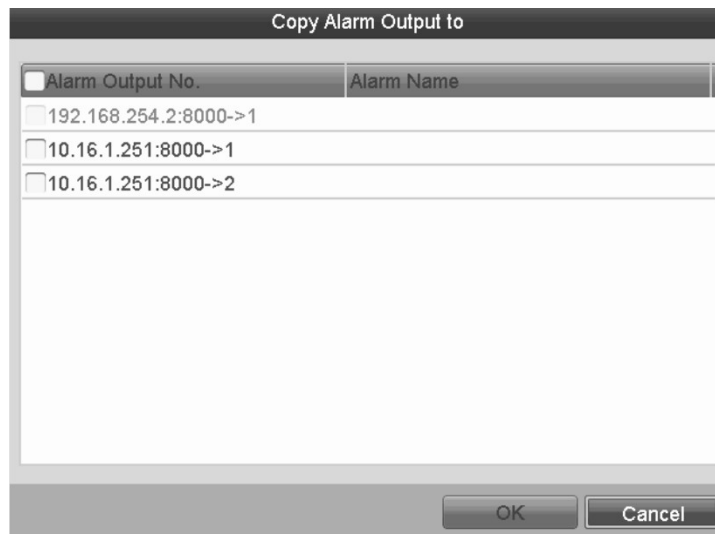 Copy Alarm Output to
Alarm Output No. Alarm Name
192.168.254.2:8000->1
10.16.1.251:8000->1
10.16.1.251:8000->2
OK Cancel